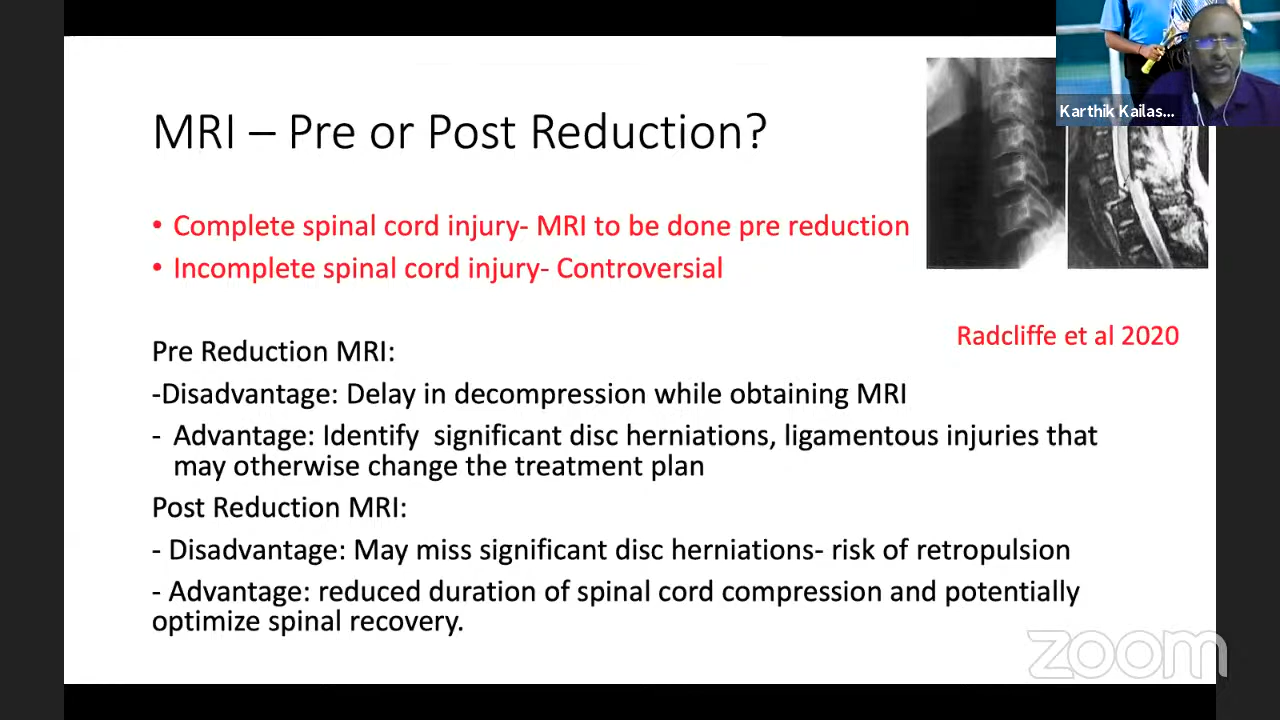 Karthik Kailas...
MRI – Pre or Post Reduction?
• Complete spinal cord injury- MRI to be done pre reduction
• Incomplete spinal cord injury- Controversial
Radcliffe et al 2020
Pre Reduction MRI:
-Disadvantage: Delay in decompression while obtaining MRI
- Advantage: Identify significant disc herniations, ligamentous injuries that
may otherwise change the treatment plan
Post Reduction MRI:
- Disadvantage: May miss significant disc herniations- risk of retropulsion
- Advantage: reduced duration of spinal cord compression and potentially
optimize spinal recovery.
zoom